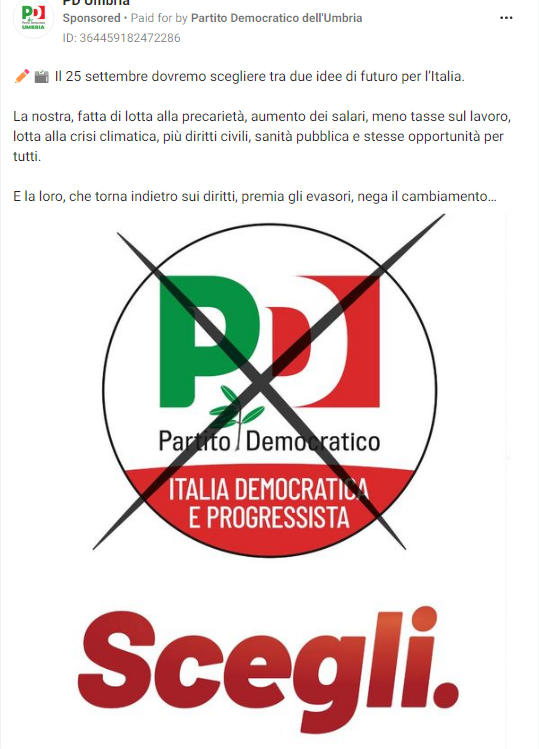 PD Umbria
Sponsored • Paid for by Partito Democratico dell'Umbria
ID: 364459182472286
PD
UMBRIA
✏️ 🗳️ Il 25 settembre dovremo scegliere tra due idee di futuro per l'Italia.
La nostra, fatta di lotta alla precarietà, aumento dei salari, meno tasse sul lavoro,
lotta alla crisi climatica, più diritti civili, sanità pubblica e stesse opportunità per
tutti.
E la loro, che torna indietro sui diritti, premia gli evasori, nega il cambiamento...
PD
Partito Democratico
ITALIA DEMOCRATICA
E PROGRESSISTA
Scegli.